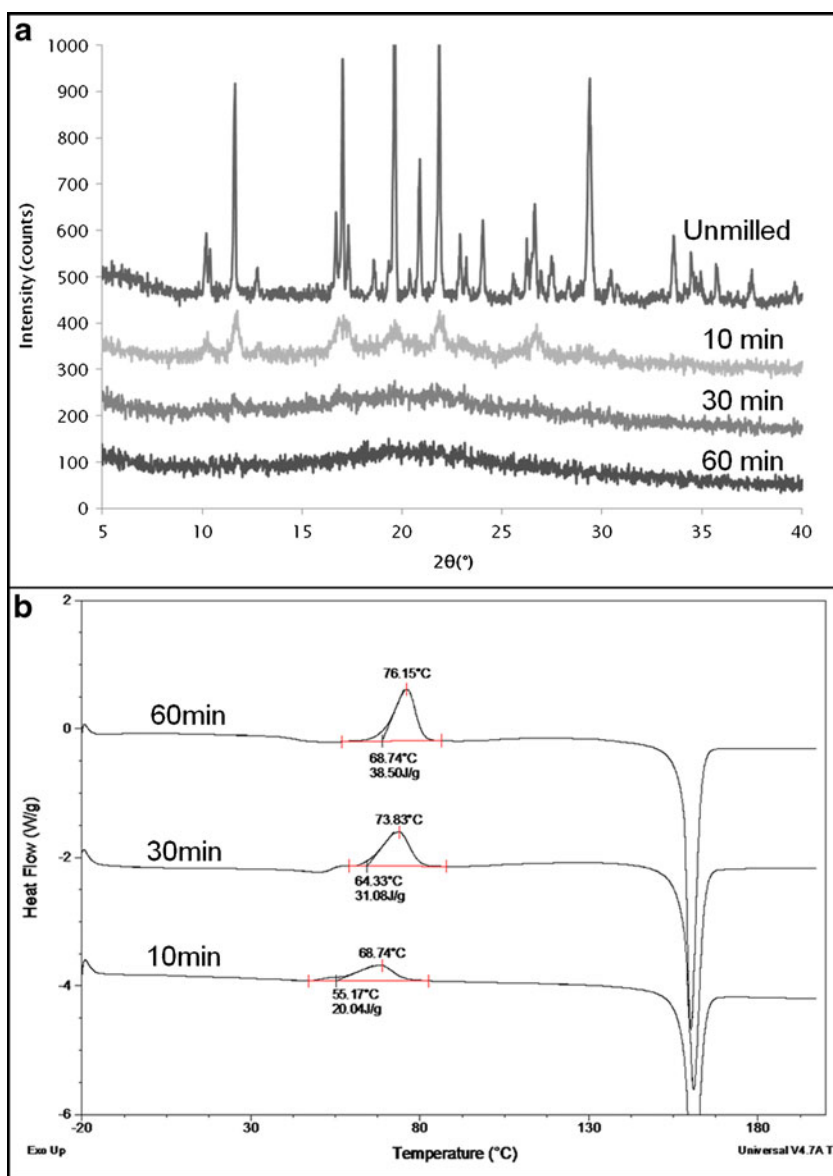 a
1000
900
800
700
600
500
400
300
200
100
0
Intensity (counts)
Unmilled
10 min
30 min
60 min
5 10 15 20 25 30 35 40
2θ(°)
b
2
0
-2
-4
-6
Heat Flow (W/g)
60min
76.15°C
68.74°C
38.50J/g
30min
73.83°C
64.33°C
31.08J/g
10min
68.74°C
55.17°C
20.04J/g
-20 30 80 130 180
Exo Up Temperature (°C) Universal V4.7A T